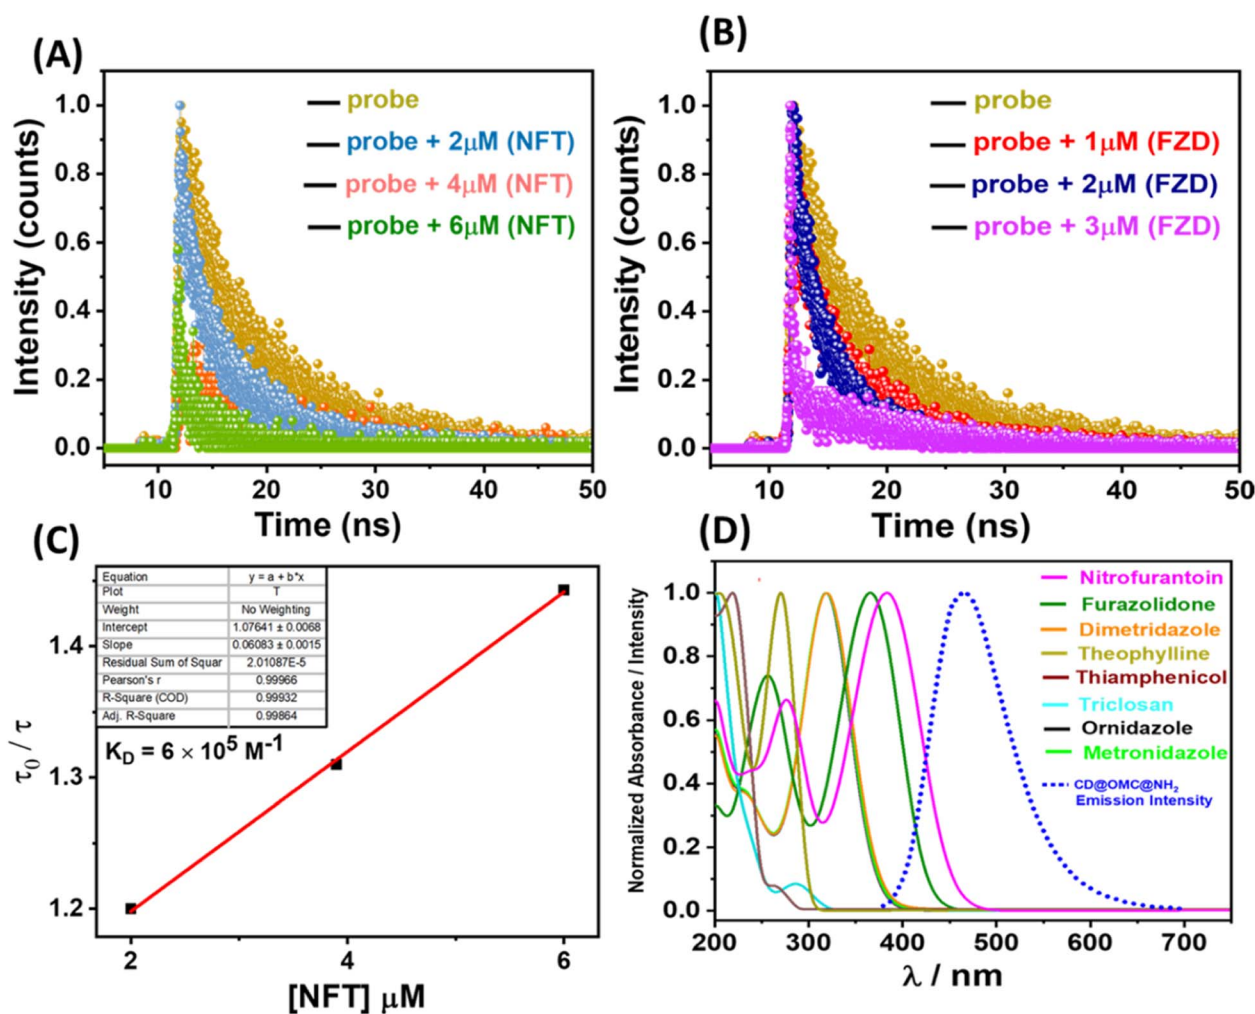 (A)
Intensity (counts)
1.0
0.8
0.6
0.4
0.2
0.0
probe
probe + 2μM (NFT)
probe + 4μM (NFT)
probe + 6μM (NFT)
10 20 30 40 50
Time (ns)
(B)
Intensity (counts)
1.0
0.8
0.6
0.4
0.2
0.0
probe
probe + 1μM (FZD)
probe + 2μM (FZD)
probe + 3μM (FZD)
10 20 30 40 50
Time (ns)
(C)
τ₀ / τ
1.4
1.3
1.2
Equation y = a + b*x
Plot T
Weight No Weighting
Intercept 1.07641 ± 0.0068
Slope 0.06083 ± 0.0015
Residual Sum of Squar 2.01087E-5
Pearson's r 0.99966
R-Square (COD) 0.99932
Adj. R-Square 0.99864
K_D = 6 × 10⁵ M⁻¹
2 4 6
[NFT] μM
(D)
Normalized Absorbance / Intensity
1.0
0.8
0.6
0.4
0.2
0.0
Nitrofurantoin
Furazolidone
Dimetridazole
Theophylline
Thiamphenicol
Triclosan
Ornidazole
Metronidazole
CD@OMC@NH₂
Emission Intensity
200 300 400 500 600 700
λ / nm